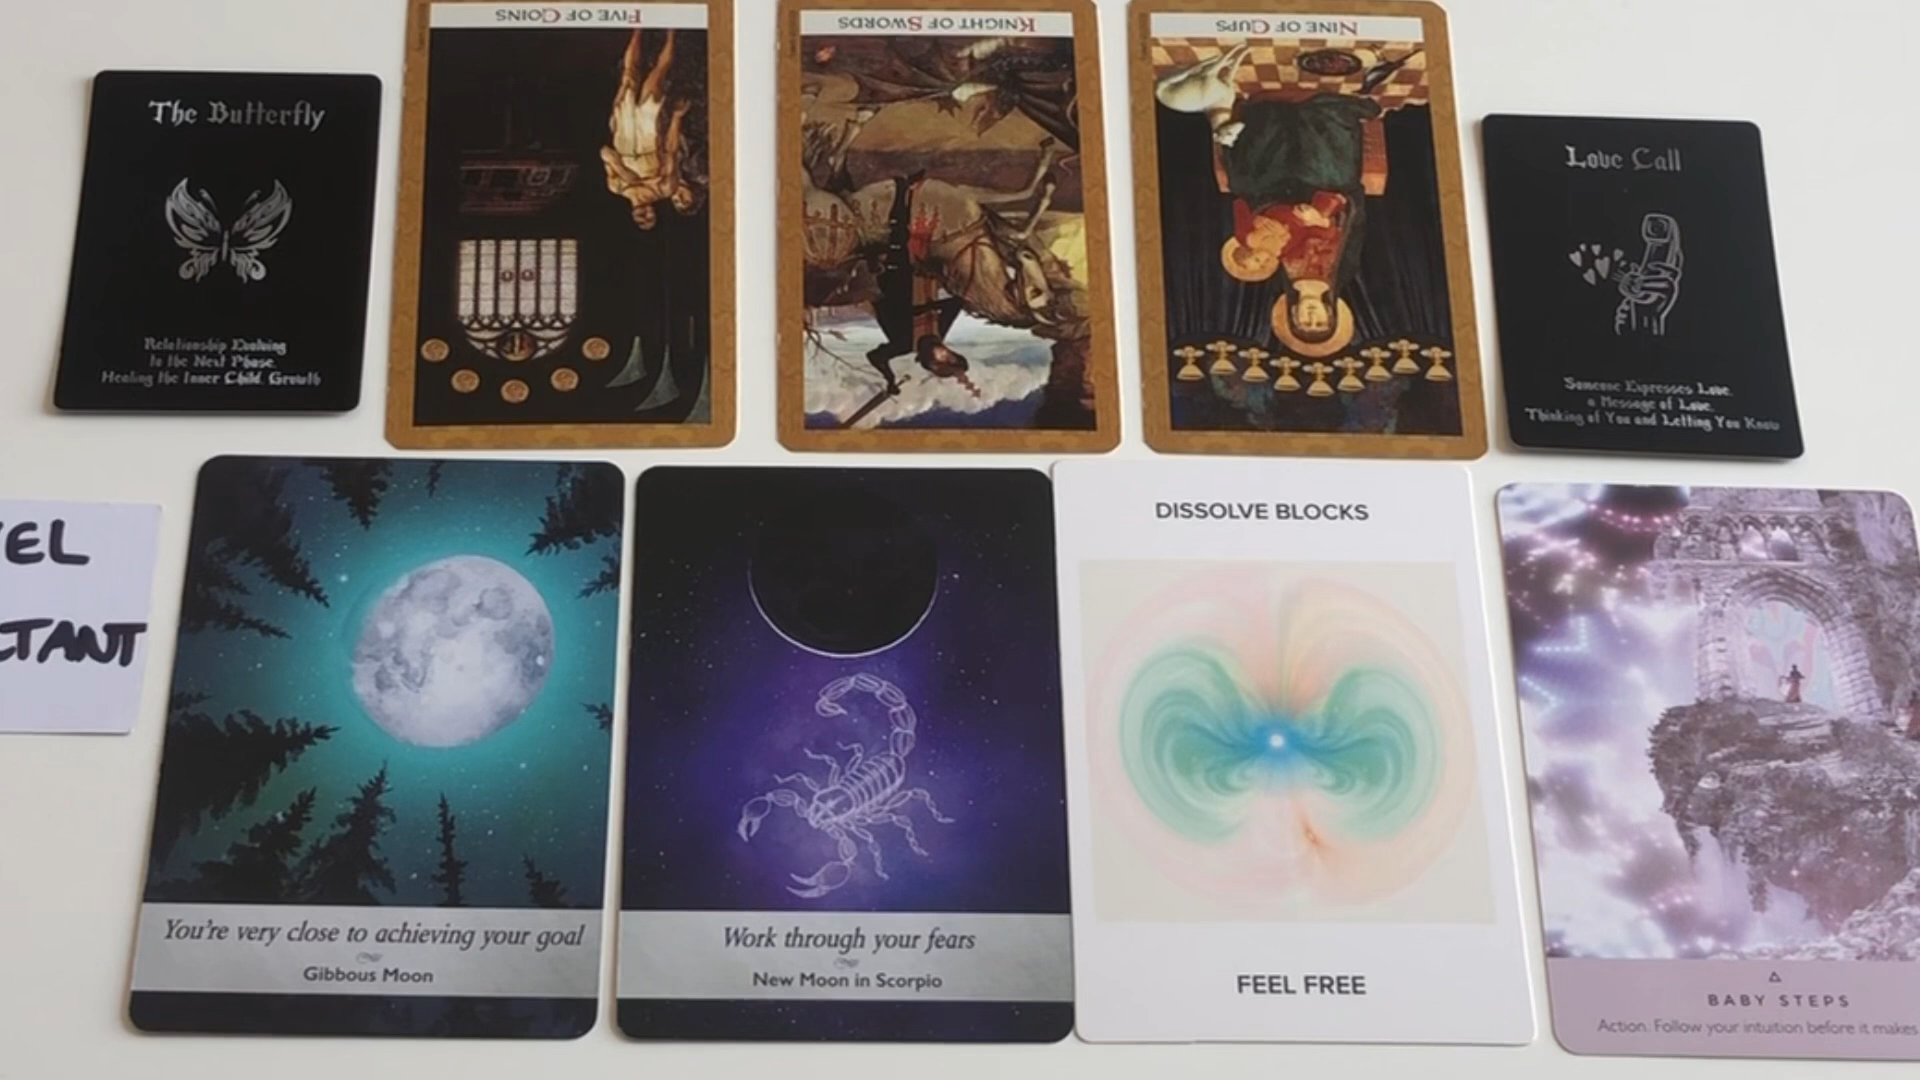 FIVE OF COINS
KNIGHT OF SWORDS
NINE OF CUPS
The Butterfly
Relationship Evolving
to the Next Phase.
Healing the Inner Child. Growth
Love Call
Someone Expresses Love.
a Message of Love.
Thinking of You and Letting You Know
EL
TANT
You're very close to achieving your goal
Gibbous Moon
Work through your fears
New Moon in Scorpio
DISSOLVE BLOCKS
FEEL FREE
BABY STEPS
Action: Follow your intuition before it makes